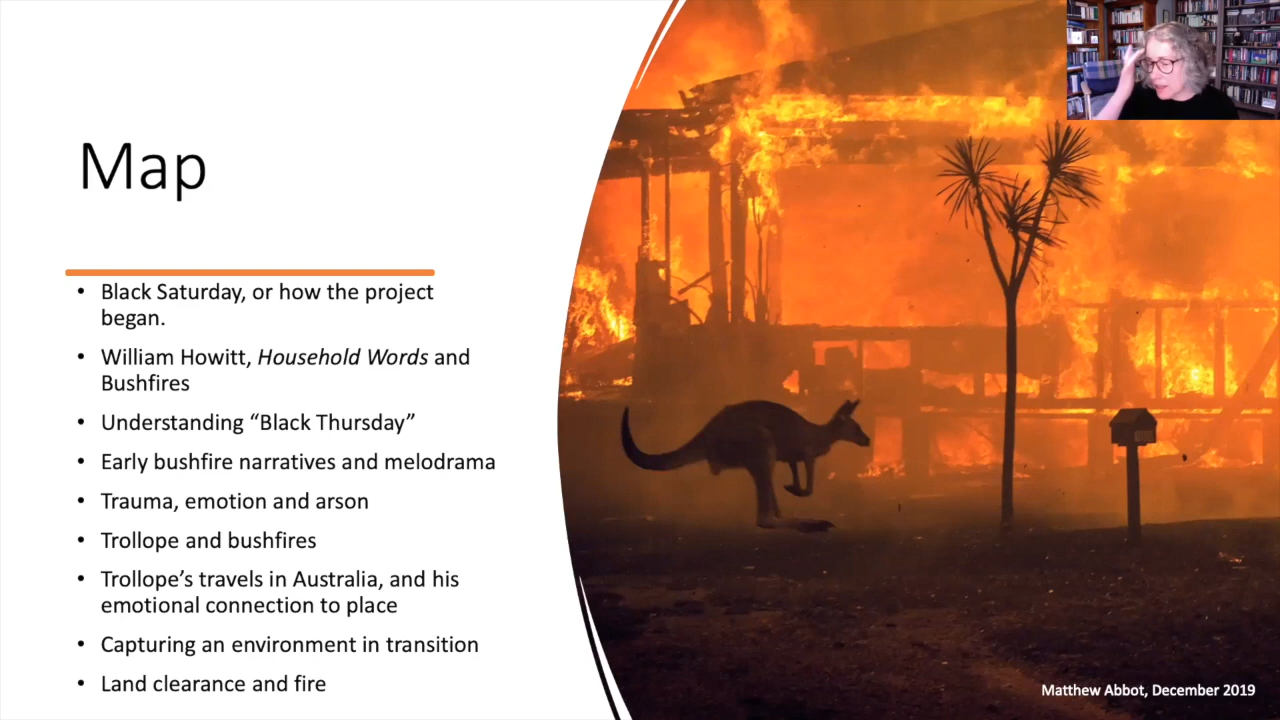 Map
• Black Saturday, or how the project
began.
• William Howitt, Household Words and
Bushfires
• Understanding “Black Thursday”
• Early bushfire narratives and melodrama
• Trauma, emotion and arson
• Trollope and bushfires
• Trollope’s travels in Australia, and his
emotional connection to place
• Capturing an environment in transition
• Land clearance and fire
Matthew Abbot, December 2019